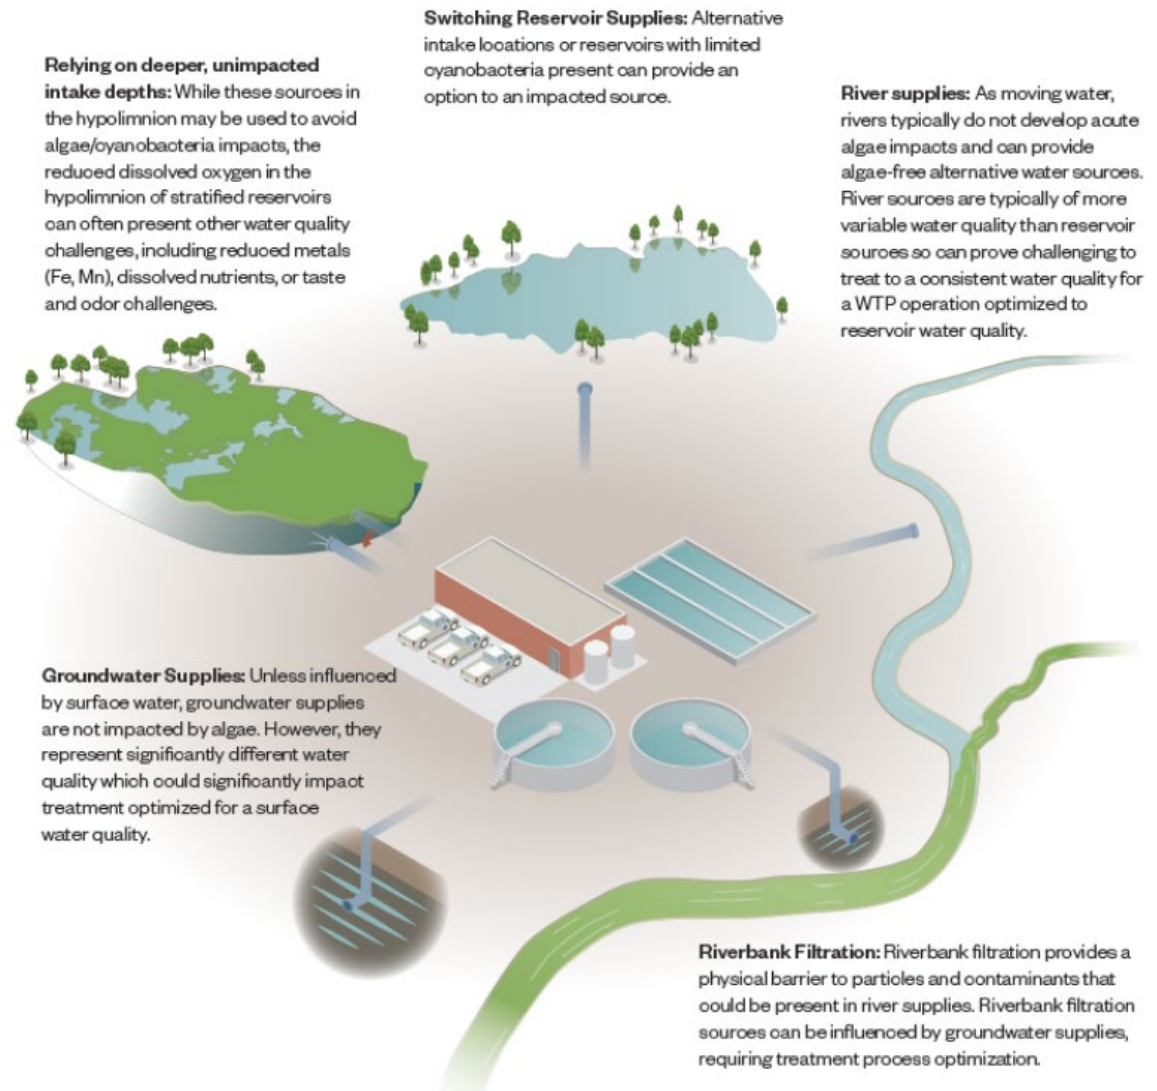 Switching Reservoir Supplies: Alternative
intake locations or reservoirs with limited
cyanobacteria present can provide an
option to an impacted source.
Relying on deeper, unimpacted
intake depths: While these sources in
the hypolimnion may be used to avoid
algae/cyanobacteria impacts, the
reduced dissolved oxygen in the
hypolimnion of stratified reservoirs
can often present other water quality
challenges, including reduced metals
(Fe, Mn), dissolved nutrients, or taste
and odor challenges.
River supplies: As moving water,
rivers typically do not develop acute
algae impacts and can provide
algae-free alternative water sources.
River sources are typically of more
variable water quality than reservoir
sources so can prove challenging to
treat to a consistent water quality for
a WTP operation optimized to
reservoir water quality.
Groundwater Supplies: Unless influenced
by surface water, groundwater supplies
are not impacted by algae. However, they
represent significantly different water
quality which could significantly impact
treatment optimized for a surface
water quality.
Riverbank Filtration: Riverbank filtration provides a
physical barrier to particles and contaminants that
could be present in river supplies. Riverbank filtration
sources can be influenced by groundwater supplies,
requiring treatment process optimization.